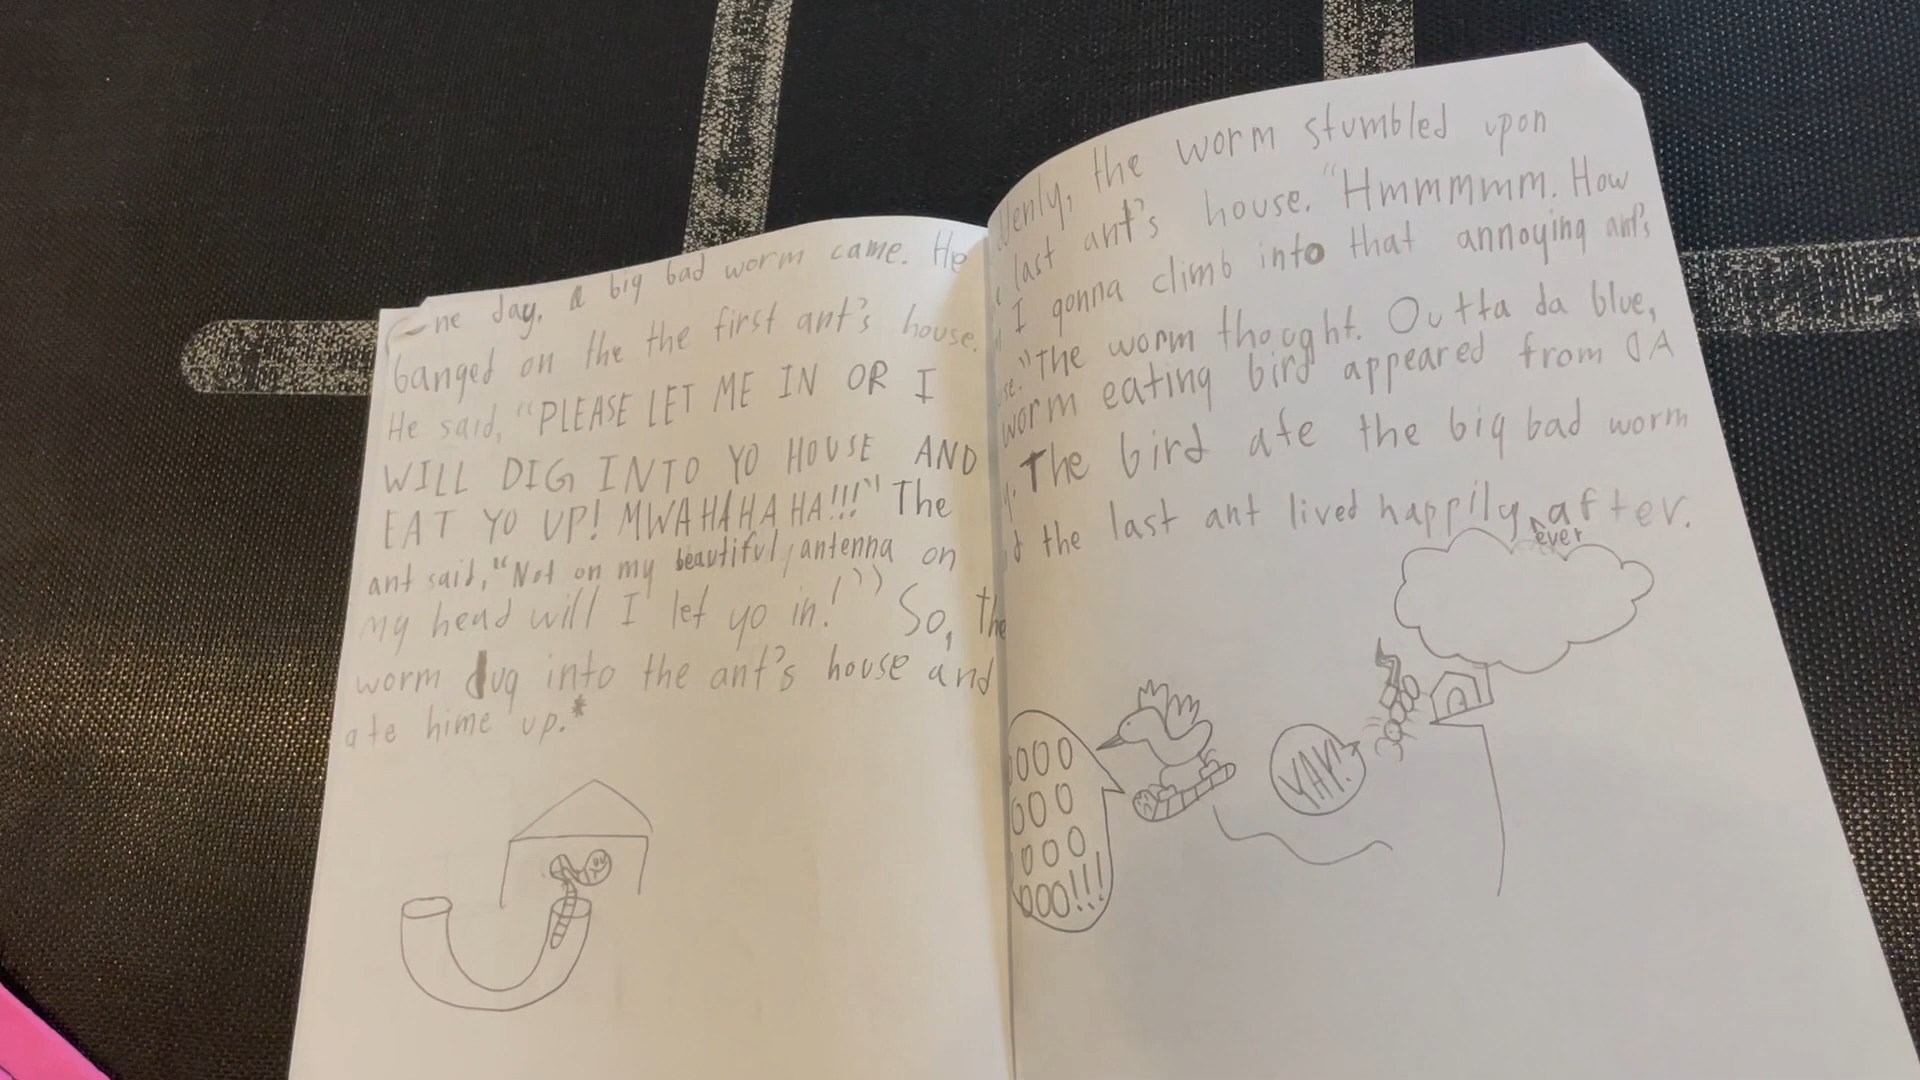 One day, a big bad worm came. He
banged on the the first ant's house.
He said, "PLEASE LET ME IN OR I
WILL DIG INTO YO HOUSE AND
EAT YO UP! MWAHAHAHA!!!" The
ant said, "Not on my beautiful, antenna on
my head will I let yo in!" So, the
worm dug into the ant's house and
ate hime up.*
the worm stumbled upon
last ant's house. "Hmmmmm. How
I gonna climb into that annoying ant's
" The worm thought. Outta da blue,
worm eating bird appeared from DA
The bird ate the big bad worm
the last ant lived happily after.
ever
YAY!
OOO
OOO
OOO
OOO!!!